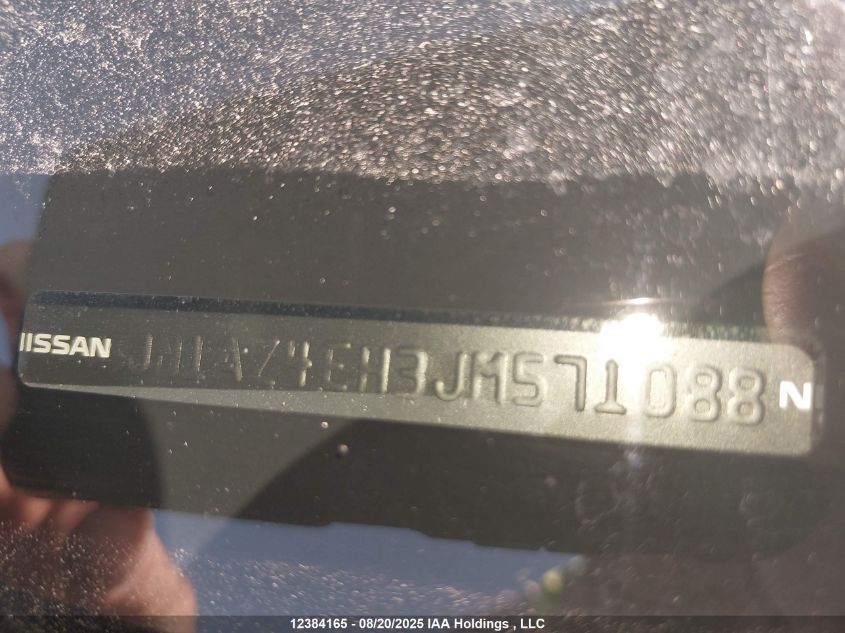 NISSAN JN1AZ4EH3JM571088 N
12384165 - 08/20/2025 IAA Holdings , LLC